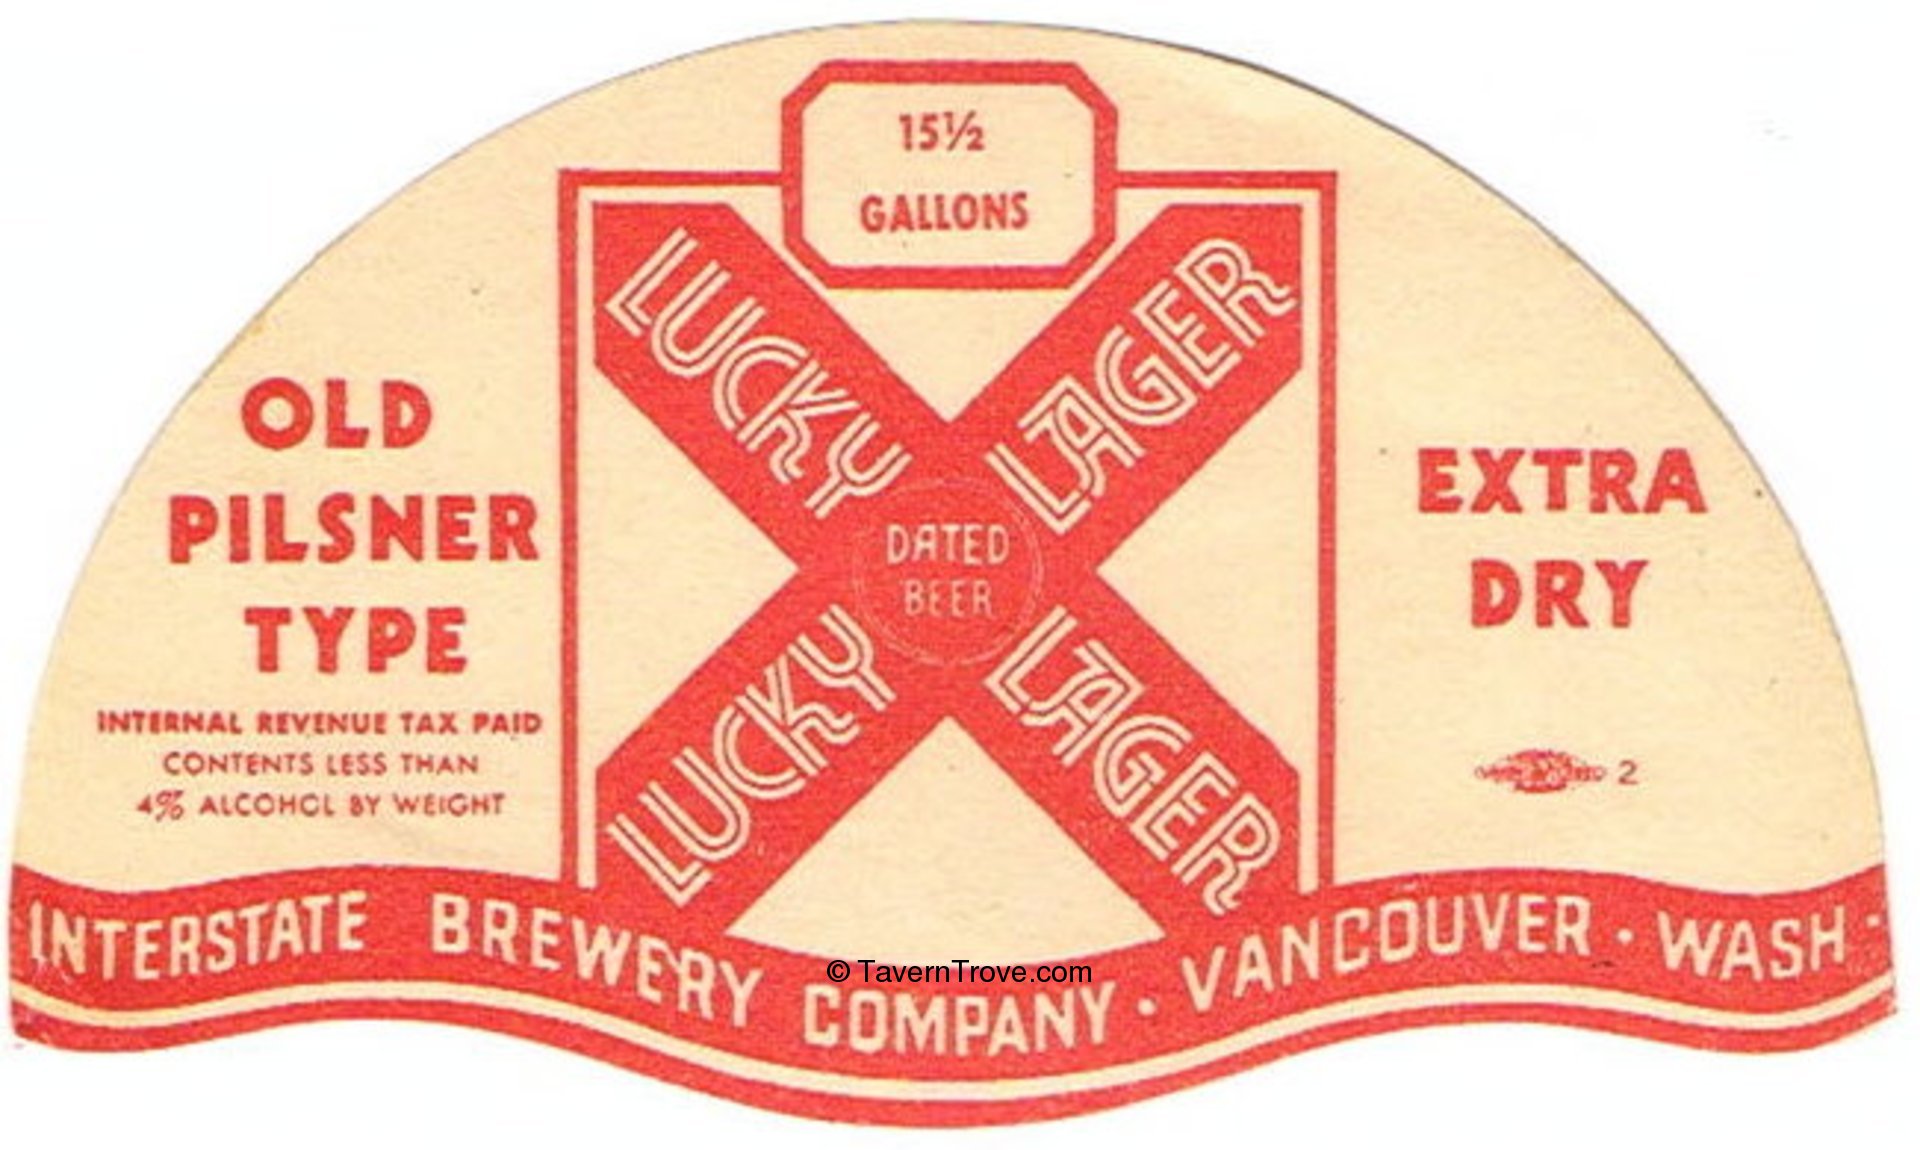 15½
GALLONS
LUCKY LAGER
DATED
BEER
LUCKY LAGER
OLD
PILSNER
TYPE
INTERNAL REVENUE TAX PAID
CONTENTS LESS THAN
4% ALCOHOL BY WEIGHT
EXTRA
DRY
2
INTERSTATE BREWERY COMPANY · VANCOUVER · WASH ·
© TavernTrove.com